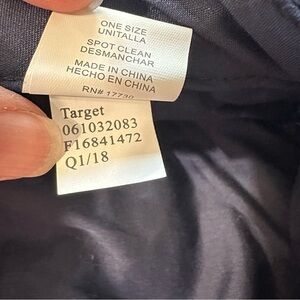 ONE SIZE
UNITALLA
SPOT CLEAN
DESMANCHAR
MADE IN CHINA
HECHO EN CHINA
RN# 17730
Target
061032083
F16841472
Q1/18